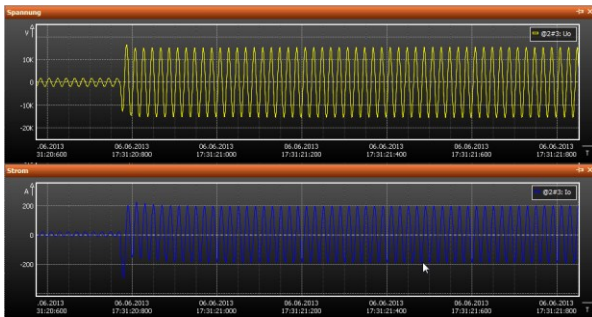 Spannung
V
@2#3: Uo
10K
0
-10K
-20K
.06.2013 06.06.2013 06.06.2013 06.06.2013 06.06.2013 06.06.2013 06.06.2013
31:20:600 17:31:20:800 17:31:21:000 17:31:21:200 17:31:21:400 17:31:21:600 17:31:21:800
Strom
A
@2#3: Io
200
0
-200
06.06.2013 06.06.2013 06.06.2013 06.06.2013 06.06.2013 06.06.2013 06.06.2013
17:31:20:600 17:31:20:800 17:31:21:000 17:31:21:200 17:31:21:400 17:31:21:600 17:31:21:800